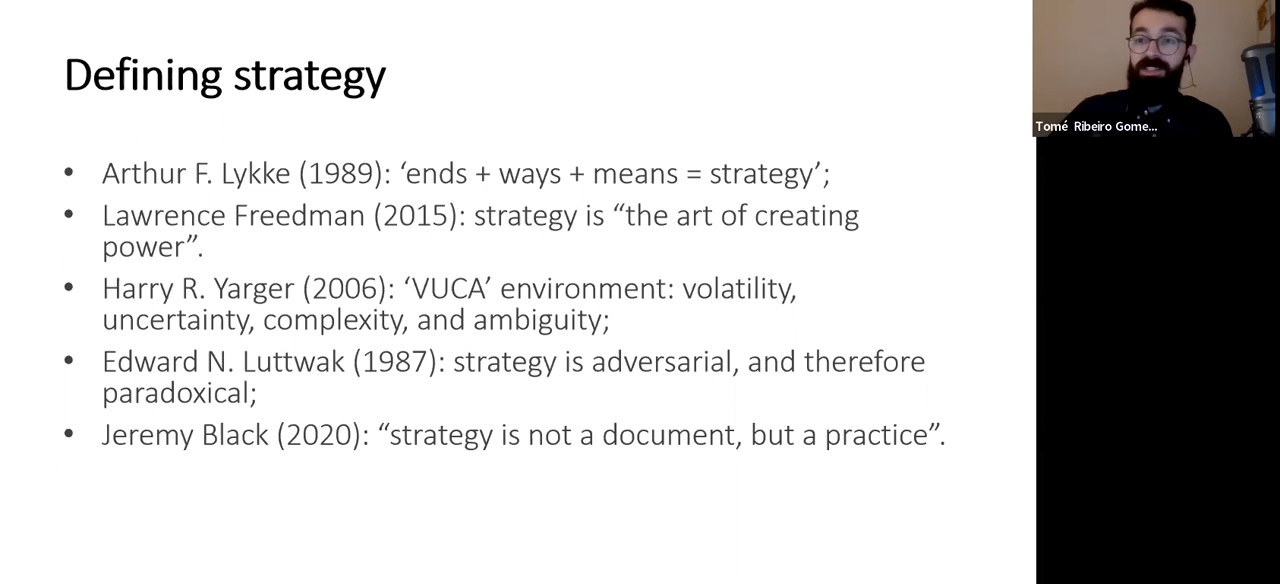 Defining strategy
• Arthur F. Lykke (1989): ‘ends + ways + means = strategy’;
• Lawrence Freedman (2015): strategy is “the art of creating
power”.
• Harry R. Yarger (2006): ‘VUCA’ environment: volatility,
uncertainty, complexity, and ambiguity;
• Edward N. Luttwak (1987): strategy is adversarial, and therefore
paradoxical;
• Jeremy Black (2020): “strategy is not a document, but a practice”.
Tomé Ribeiro Gome...